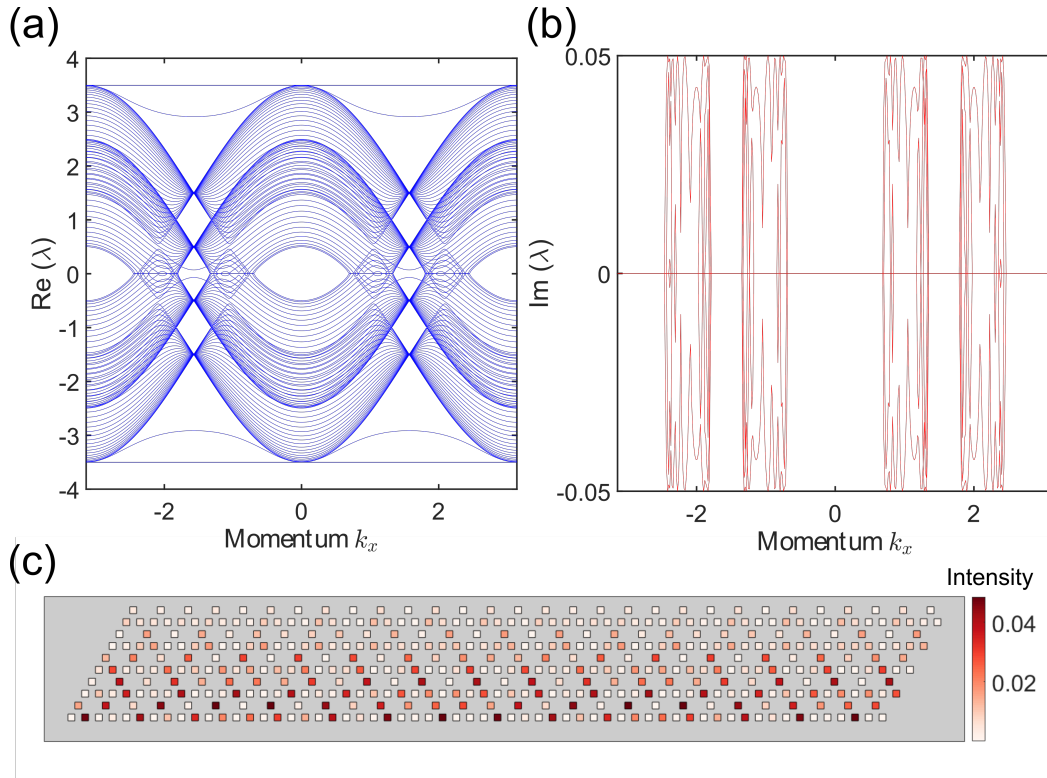 (a)
4
3
2
1
0
-1
-2
-3
-4
Re (λ)
-2
0
2
Momentum kₓ
(b)
0.05
0
-0.05
Im (λ)
-2
0
2
Momentum kₓ
(c)
Intensity
0.04
0.02